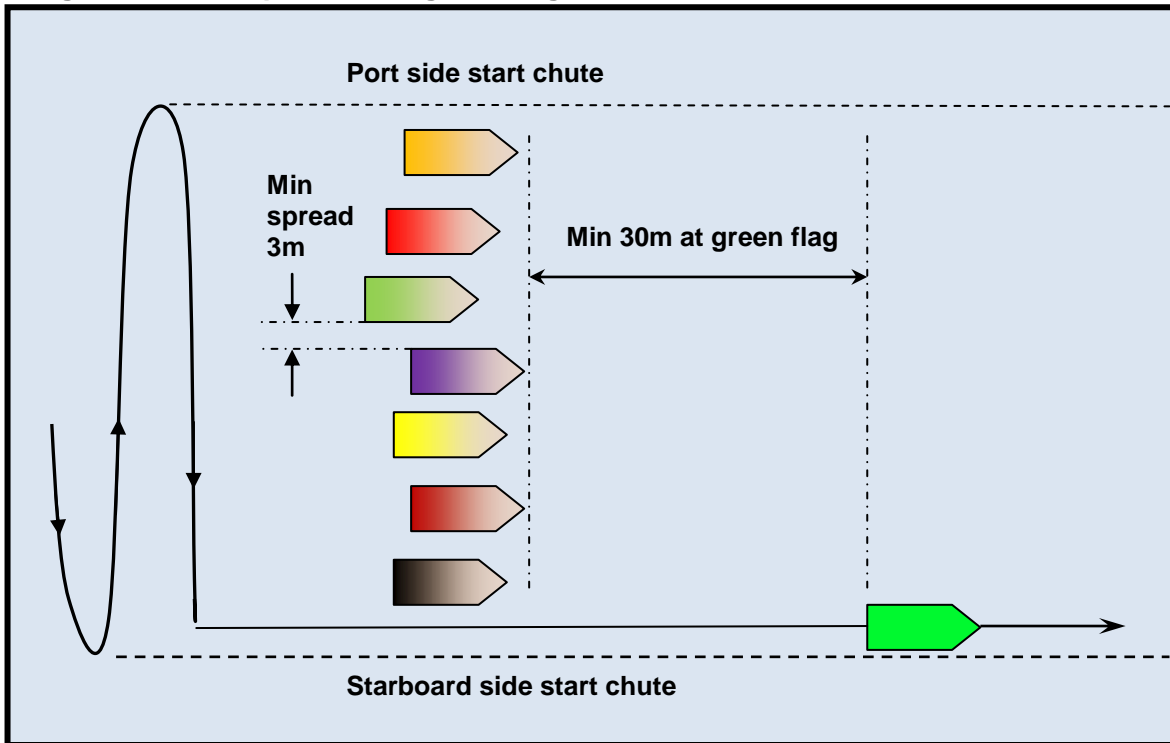 Port side start chute
Min
spread
3m
Min 30m at green flag
Starboard side start chute